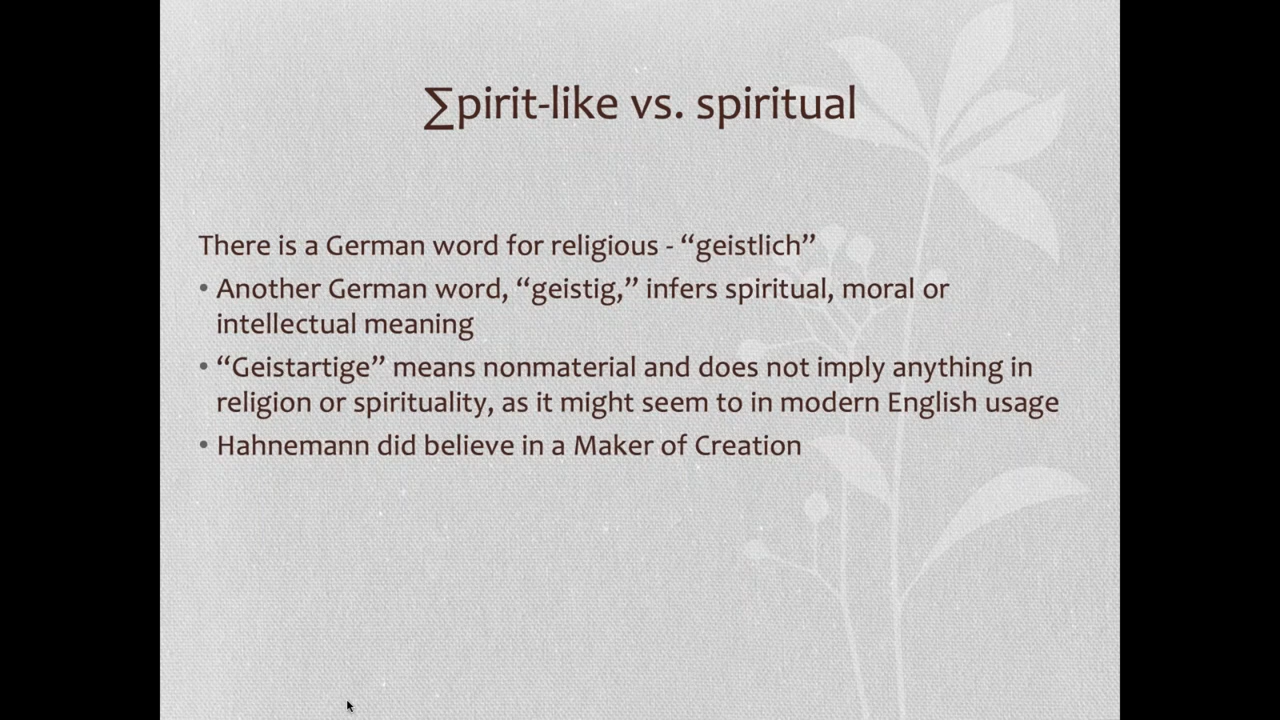 ∑pirit-like vs. spiritual
There is a German word for religious - “geistlich”
• Another German word, “geistig,” infers spiritual, moral or
intellectual meaning
• “Geistartige” means nonmaterial and does not imply anything in
religion or spirituality, as it might seem to in modern English usage
• Hahnemann did believe in a Maker of Creation